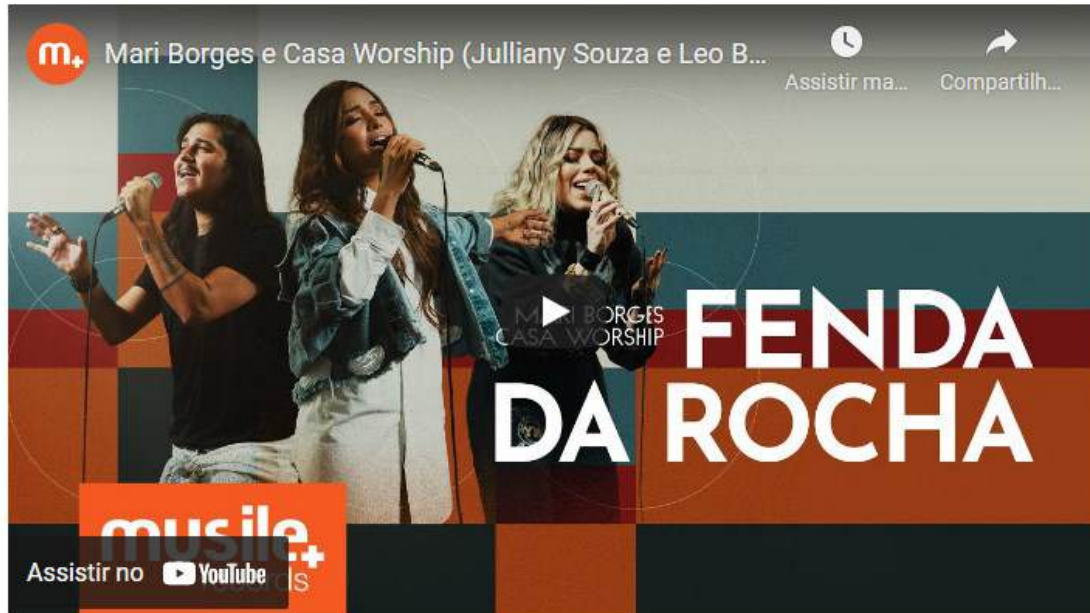 m+
Mari Borges e Casa Worship (Julliany Souza e Leo B...
Assistir ma...
Compartilh...
MARI BORGES
CASA WORSHIP
FENDA
DA ROCHA
musile+
records
Assistir no YouTube